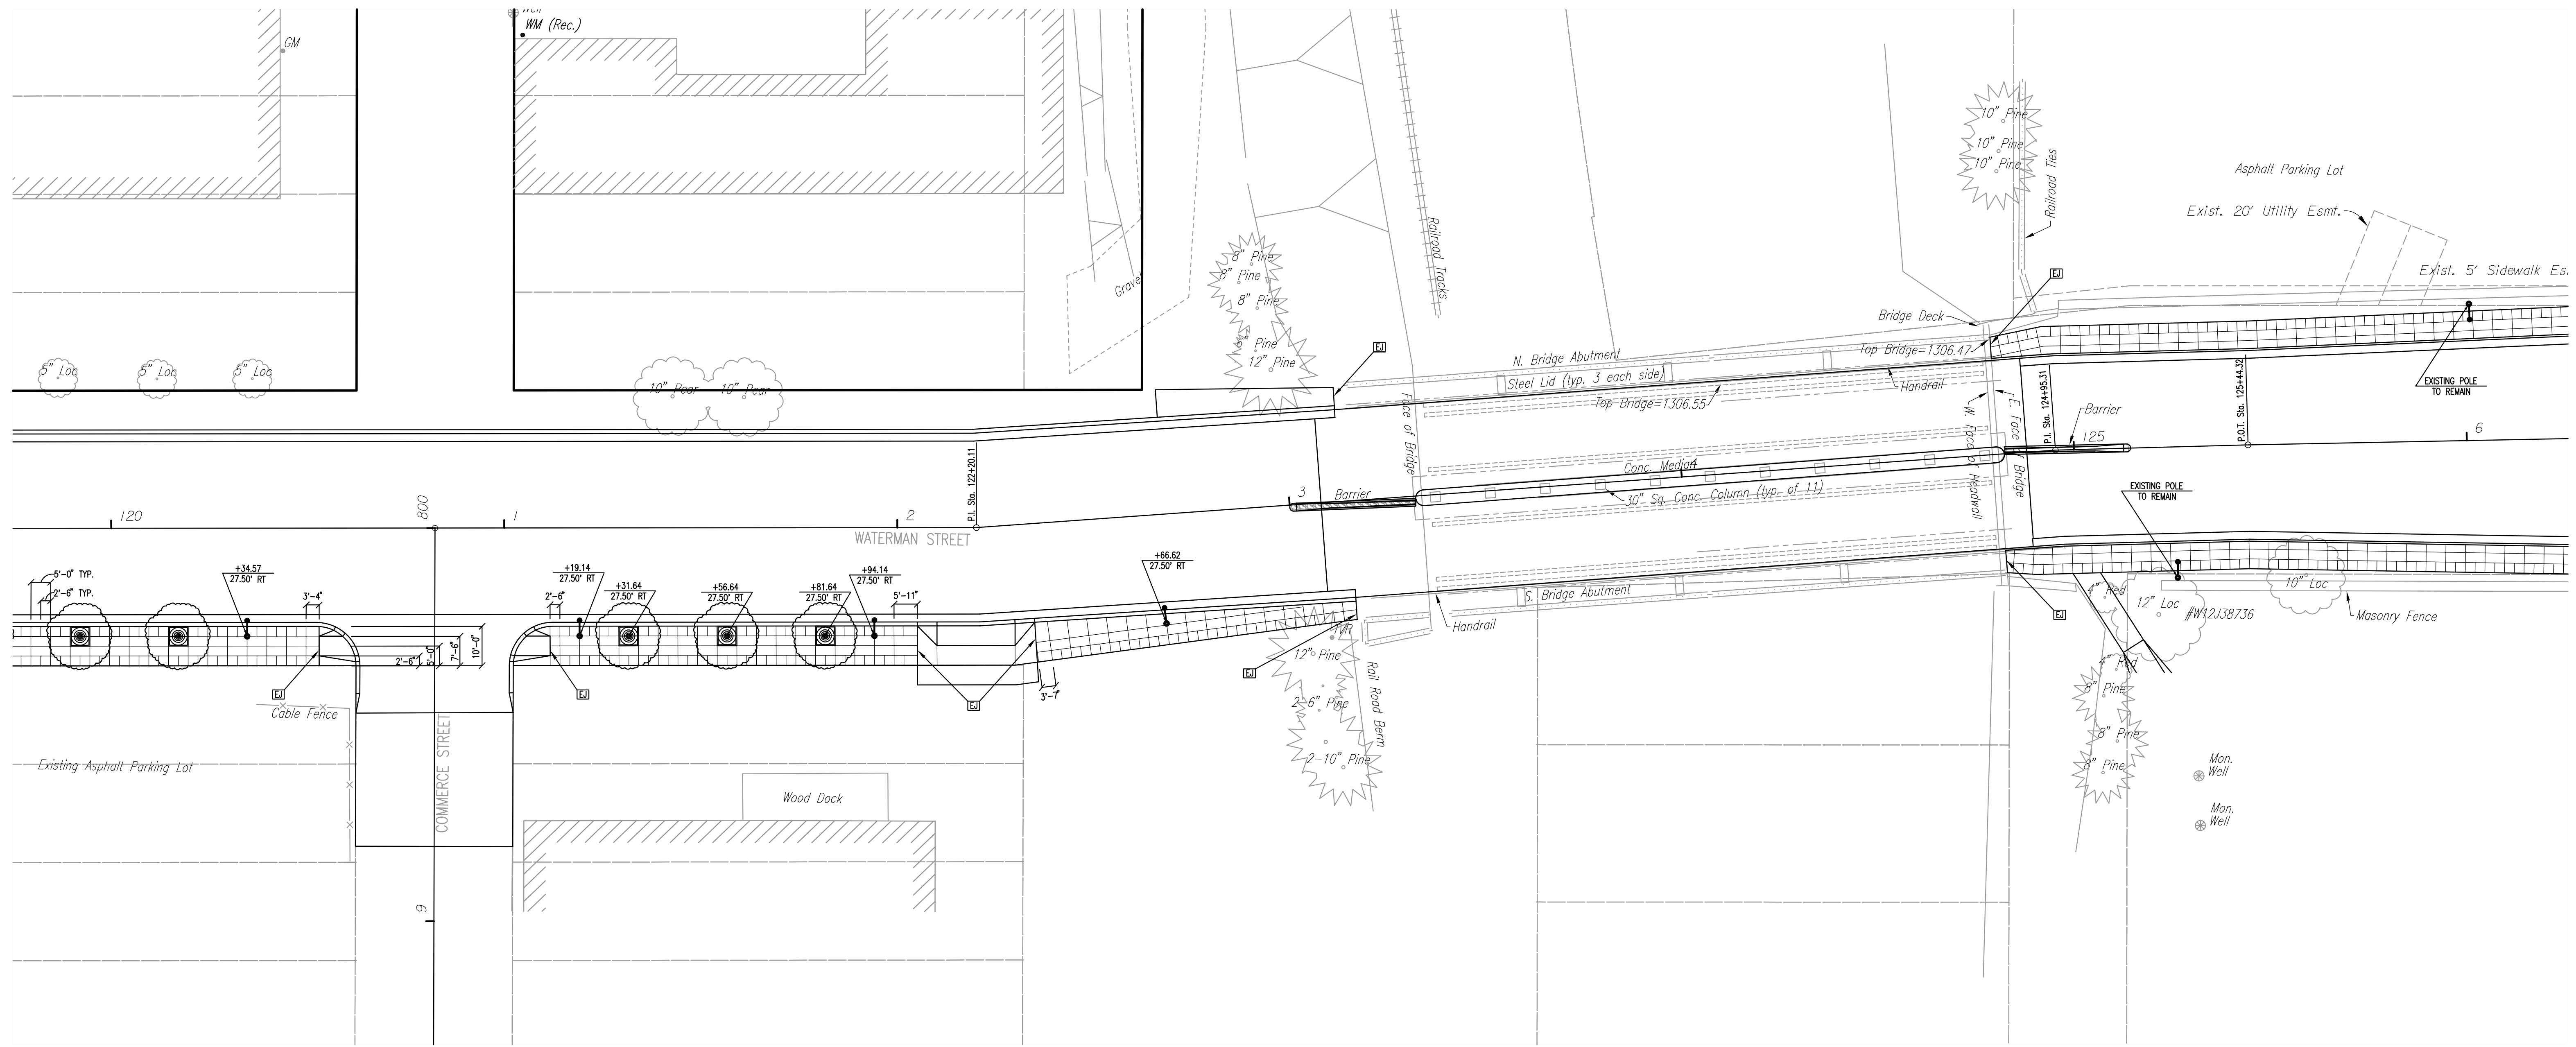 Well
WM (Rec.)
GM
10" Pine
10" Pine
10" Pine
Railroad Ties
Asphalt Parking Lot
Exist. 20' Utility Esmt.
Exist. 5' Sidewalk Es
Railroad Tracks
Gravel
8" Pine
8" Pine
8" Pine
6" Pine
12" Pine
EJ
EJ
Bridge Deck
N. Bridge Abutment
Top Bridge=1306.47
Steel Lid (typ. 3 each side)
Handrail
Top Bridge=1306.55
5" Loc
5" Loc
5" Loc
10" Pear
10" Pear
EXISTING POLE
TO REMAIN
Face of Bridge
W. Face of Headwall
E. Face of Bridge
P.I. Sta. 124+95.31
P.O.T. Sta. 125+44.32
Barrier
125
6
P.I. Sta. 122+20.11
Conc. Median
4
30" Sq. Conc. Column (typ. of 11)
3
Barrier
EXISTING POLE
TO REMAIN
120
800
1
2
WATERMAN STREET
5'-0" TYP.
2'-6" TYP.
+34.57
27.50' RT
3'-4"
+19.14
27.50' RT
2'-6"
+31.64
27.50' RT
+56.64
27.50' RT
+81.64
27.50' RT
+94.14
27.50' RT
5'-11"
+66.62
27.50' RT
2'-6"
5'-0"
7'-6"
10'-0"
S. Bridge Abutment
Handrail
4" Red
12" Loc
#W12J38736
10" Loc
Masonry Fence
EJ
EJ
EJ
EJ
EJ
3'-7"
WR
12" Pine
2-6" Pine
2-10" Pine
Rail Road Berm
4" Red
8" Pine
8" Pine
8" Pine
Mon.
Well
Mon.
Well
Cable Fence
Existing Asphalt Parking Lot
COMMERCE STREET
Wood Dock
9